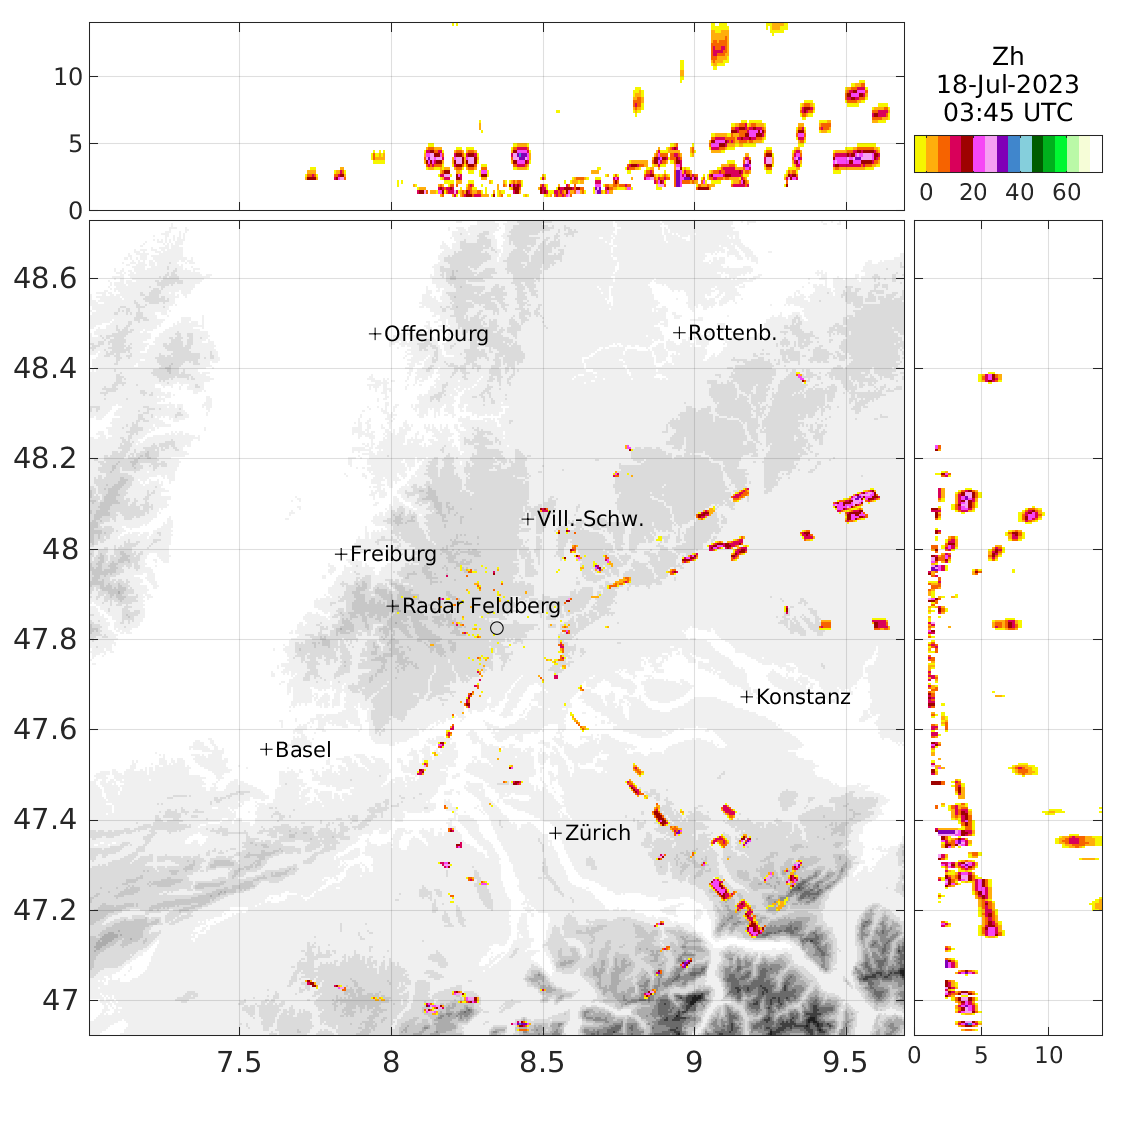 10
5
0
Zh
18-Jul-2023
03:45 UTC
0 20 40 60
48.6
48.4
48.2
48
47.8
47.6
47.4
47.2
47
+Offenburg
+Rottenb.
+Vill.-Schw.
+Freiburg
+Radar Feldberg
+Konstanz
+Basel
+Zürich
7.5 8 8.5 9 9.5
0 5 10